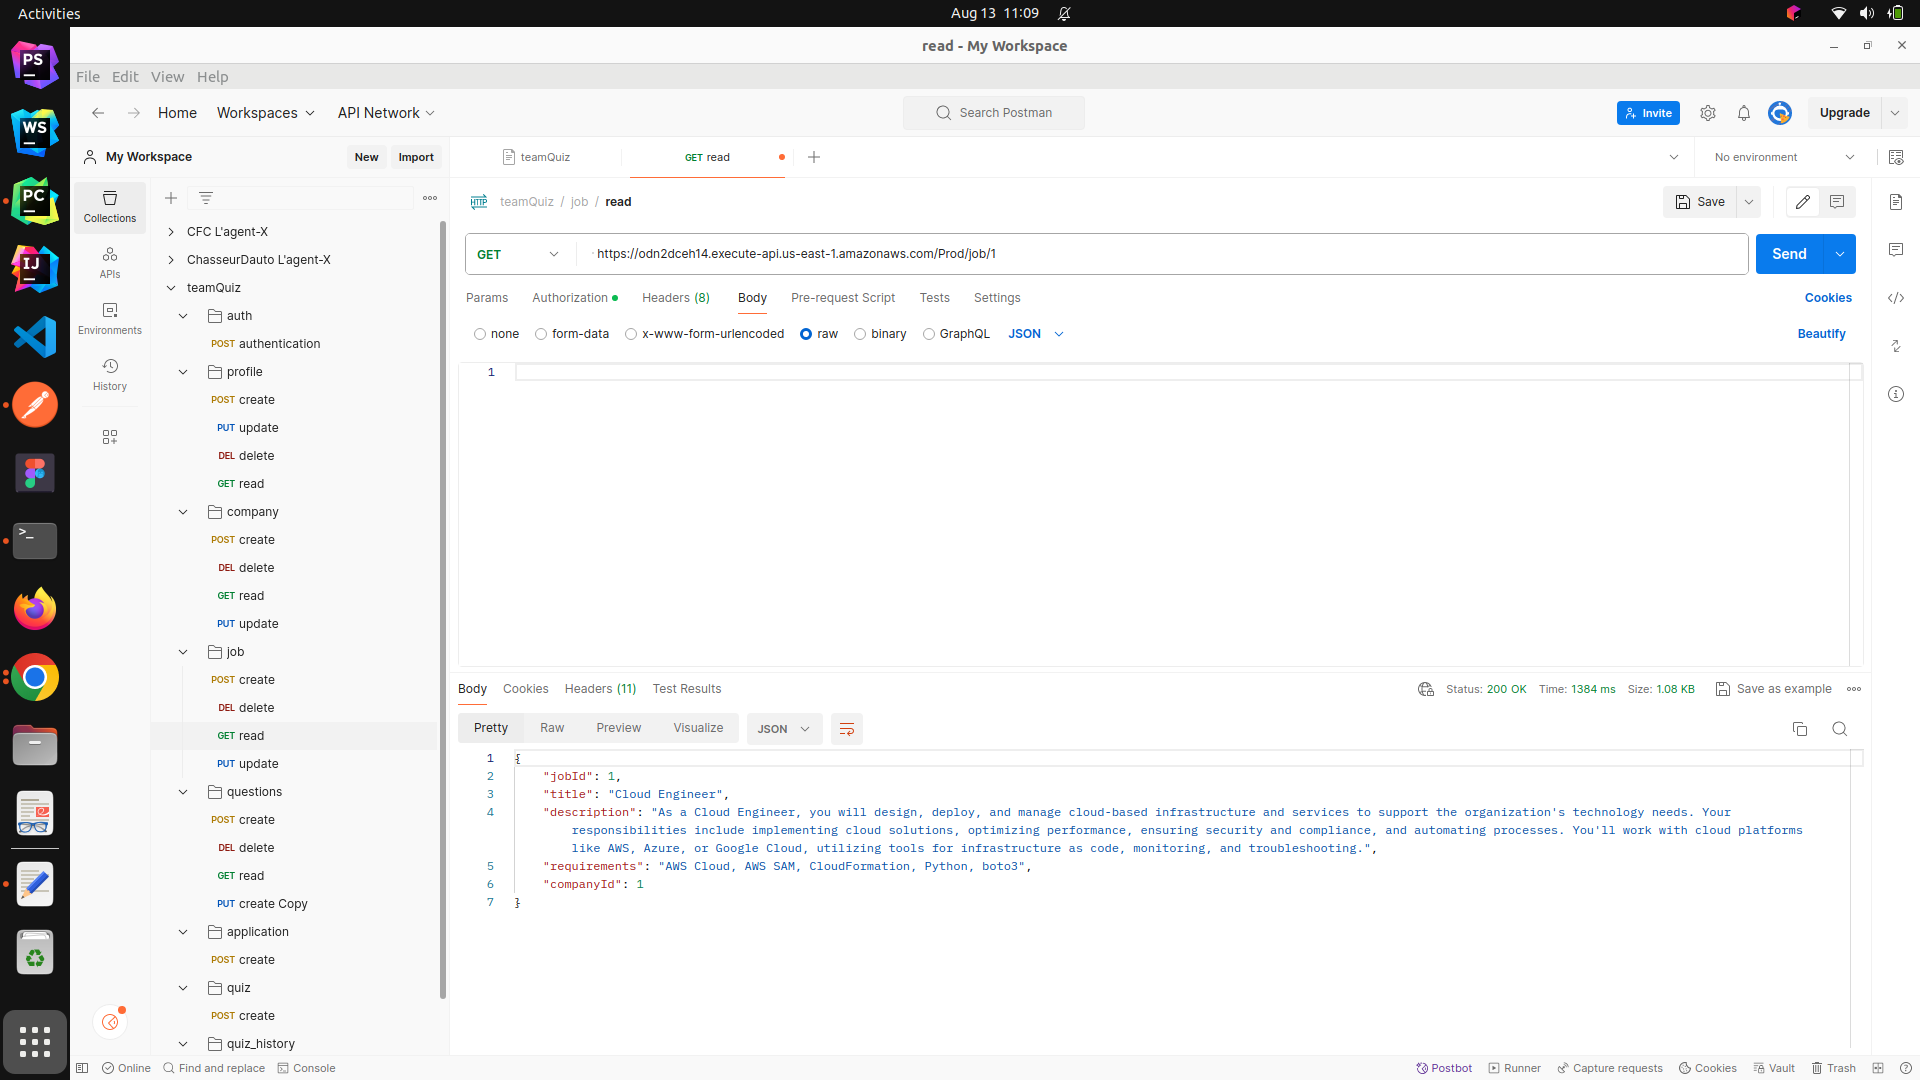 Activities
Aug 13 11:09
read - My Workspace
File Edit View Help
Home Workspaces API Network
Search Postman
Invite
Upgrade
My Workspace
New Import
teamQuiz
GET read
No environment
Collections
APIs
Environments
History
CFC L'agent-X
ChasseurDauto L'agent-X
teamQuiz
auth
POST authentication
profile
POST create
PUT update
DEL delete
GET read
company
POST create
DEL delete
GET read
PUT update
job
POST create
DEL delete
GET read
PUT update
questions
POST create
DEL delete
GET read
PUT create Copy
application
POST create
quiz
POST create
quiz_history
HTTP teamQuiz / job / read
Save
GET https://odn2dceh14.execute-api.us-east-1.amazonaws.com/Prod/job/1
Send
Params Authorization Headers (8) Body Pre-request Script Tests Settings
Cookies
none form-data x-www-form-urlencoded raw binary GraphQL JSON
Beautify
1
Body Cookies Headers (11) Test Results
Status: 200 OK Time: 1384 ms Size: 1.08 KB Save as example
Pretty Raw Preview Visualize JSON
1 {
2 "jobId": 1,
3 "title": "Cloud Engineer",
4 "description": "As a Cloud Engineer, you will design, deploy, and manage cloud-based infrastructure and services to support the organization's technology needs. Your
responsibilities include implementing cloud solutions, optimizing performance, ensuring security and compliance, and automating processes. You'll work with cloud platforms
like AWS, Azure, or Google Cloud, utilizing tools for infrastructure as code, monitoring, and troubleshooting.",
5 "requirements": "AWS Cloud, AWS SAM, CloudFormation, Python, boto3",
6 "companyId": 1
7 }
Online Find and replace Console
Postbot Runner Capture requests Cookies Vault Trash
PS
WS
PC
IJ